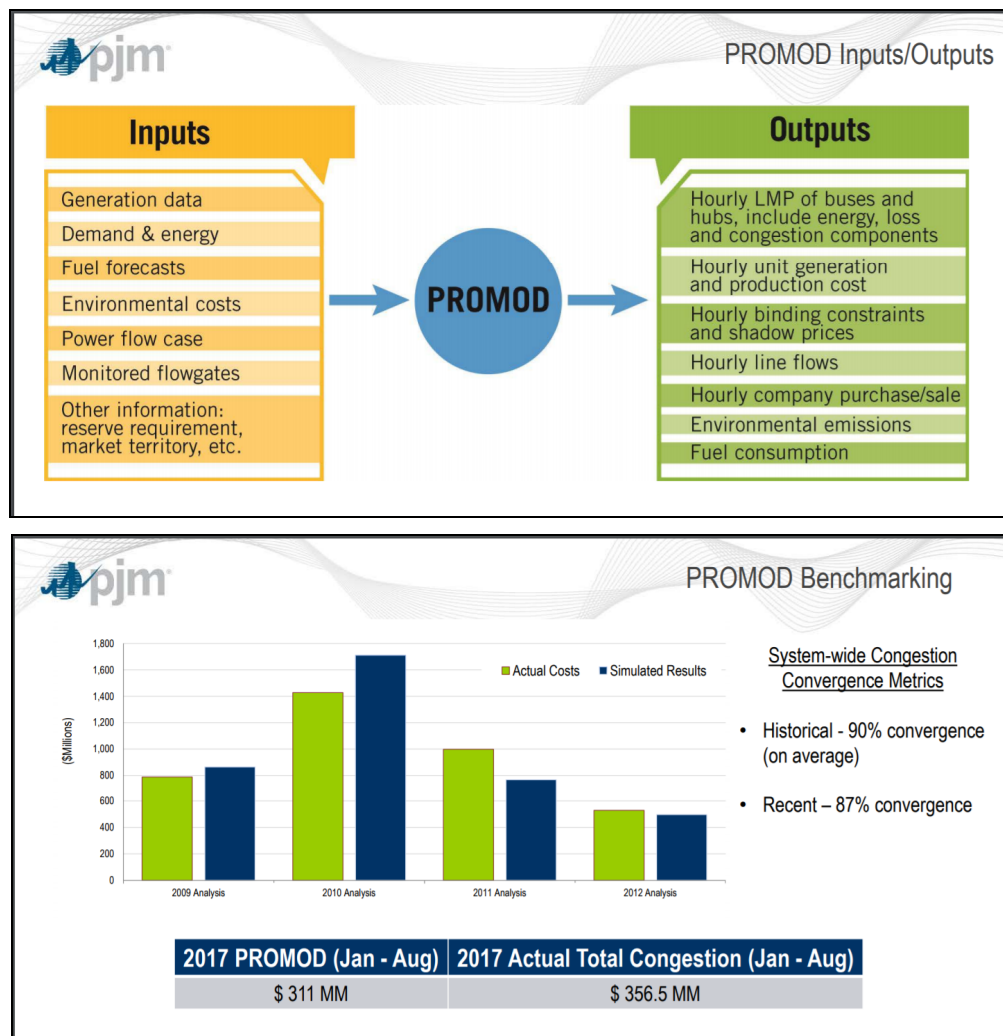 pjm
PROMOD Inputs/Outputs
Inputs
Generation data
Demand & energy
Fuel forecasts
Environmental costs
Power flow case
Monitored flowgates
Other information:
reserve requirement,
market territory, etc.
PROMOD
Outputs
Hourly LMP of buses and
hubs, include energy, loss
and congestion components
Hourly unit generation
and production cost
Hourly binding constraints
and shadow prices
Hourly line flows
Hourly company purchase/sale
Environmental emissions
Fuel consumption
pjm
PROMOD Benchmarking
($Millions)
1,800
1,600
1,400
1,200
1,000
800
600
400
200
0
Actual Costs Simulated Results
2009 Analysis 2010 Analysis 2011 Analysis 2012 Analysis
System-wide Congestion
Convergence Metrics
• Historical - 90% convergence
(on average)
• Recent – 87% convergence
2017 PROMOD (Jan - Aug) 2017 Actual Total Congestion (Jan - Aug)
$ 311 MM $ 356.5 MM